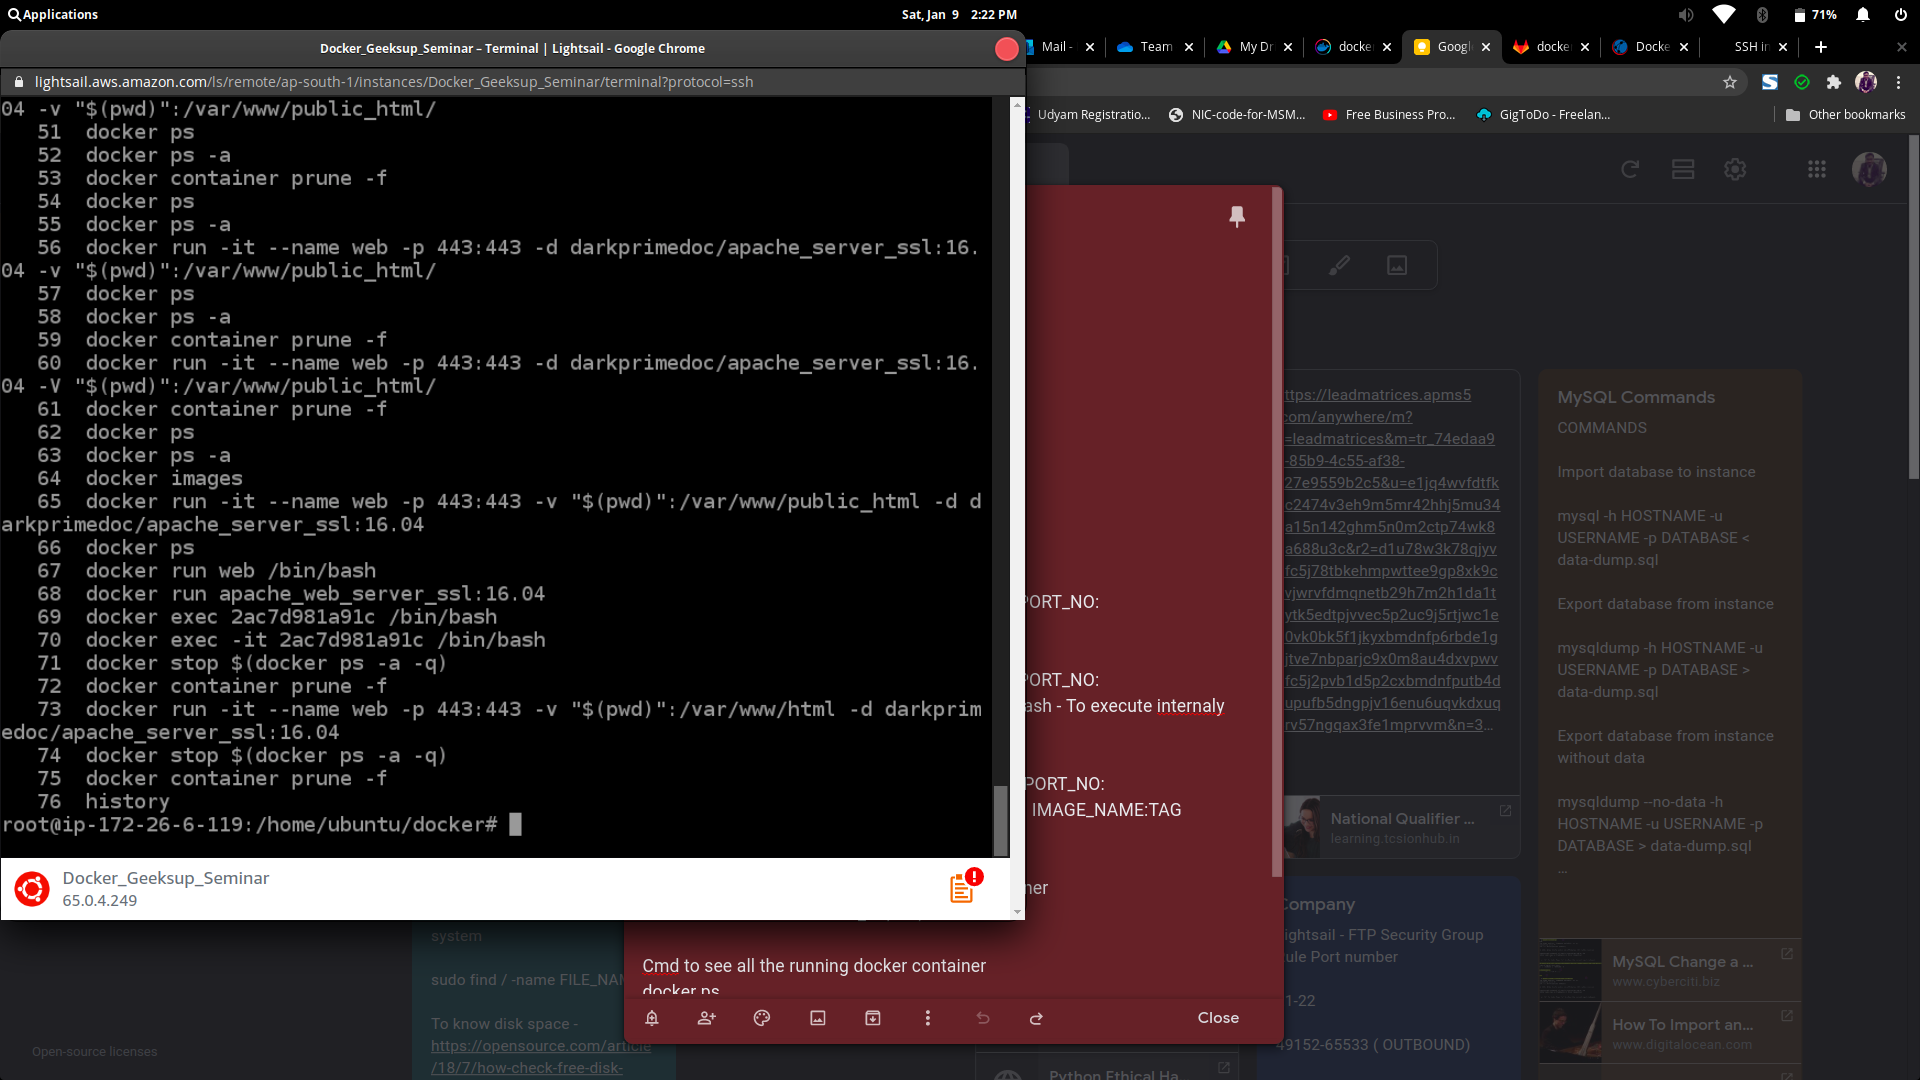 Applications
Sat, Jan 9 2:22 PM
71%
Docker_Geeksup_Seminar – Terminal | Lightsail - Google Chrome
Mail -
Team
My Dr
docker
Google
docke
Docke
SSH in
lightsail.aws.amazon.com/ls/remote/ap-south-1/instances/Docker_Geeksup_Seminar/terminal?protocol=ssh
Udyam Registratio...
NIC-code-for-MSM...
Free Business Pro...
GigToDo - Freelan...
Other bookmarks
04 -v "$(pwd)":/var/www/public_html/
51 docker ps
52 docker ps -a
53 docker container prune -f
54 docker ps
55 docker ps -a
56 docker run -it --name web -p 443:443 -d darkprimedoc/apache_server_ssl:16.
04 -v "$(pwd)":/var/www/public_html/
57 docker ps
58 docker ps -a
59 docker container prune -f
60 docker run -it --name web -p 443:443 -d darkprimedoc/apache_server_ssl:16.
04 -V "$(pwd)":/var/www/public_html/
61 docker container prune -f
62 docker ps
63 docker ps -a
64 docker images
65 docker run -it --name web -p 443:443 -v "$(pwd)":/var/www/public_html -d d
arkprimedoc/apache_server_ssl:16.04
66 docker ps
67 docker run web /bin/bash
68 docker run apache_web_server_ssl:16.04
69 docker exec 2ac7d981a91c /bin/bash
70 docker exec -it 2ac7d981a91c /bin/bash
71 docker stop $(docker ps -a -q)
72 docker container prune -f
73 docker run -it --name web -p 443:443 -v "$(pwd)":/var/www/html -d darkprim
edoc/apache_server_ssl:16.04
74 docker stop $(docker ps -a -q)
75 docker container prune -f
76 history
root@ip-172-26-6-119:/home/ubuntu/docker#
Docker_Geeksup_Seminar
65.0.4.249
PORT_NO:
PORT_NO:
ash - To execute internaly
PORT_NO:
IMAGE_NAME:TAG
ner
Cmd to see all the running docker container
docker ps
Close
ttps://leadmatrices.apms5
com/anywhere/m?
=leadmatrices&m=tr_74edaa9
-85b9-4c55-af38-
27e9559b2c5&u=e1jq4wvfdtfk
c2474v3eh9m5mr42hhj5mu34
a15n142ghm5n0m2ctp74wk8
a688u3c&r2=d1u78w3k78qjyv
fc5j78tbkehmpwttee9gp8xk9c
vjwrvfdmqnetb29h7m2h1da1t
ytk5edtpjvvec5p2uc9j5rtjwc1e
0vk0bk5f1jkyxbmdnfp6rbde1g
jtve7nbparjc9x0m8au4dxvpwv
fc5j2pvb1d5p2cxbmdnfputb4d
upufb5dngpjv16enu6uqvkdxuq
rv57ngqax3fe1mprvvm&n=3...
National Qualifier ...
learning.tcsionhub.in
Company
ightsail - FTP Security Group
ule Port number
1-22
49152-65533 ( OUTBOUND)
MySQL Commands
COMMANDS
Import database to instance
mysql -h HOSTNAME -u
USERNAME -p DATABASE <
data-dump.sql
Export database from instance
mysqldump -h HOSTNAME -u
USERNAME -p DATABASE >
data-dump.sql
Export database from instance
without data
mysqldump --no-data -h
HOSTNAME -u USERNAME -p
DATABASE > data-dump.sql
...
MySQL Change a ...
www.cyberciti.biz
How To Import an...
www.digitalocean.com
system
sudo find / -name FILE_NAM
To know disk space -
https://opensource.com/article
/18/7/how-check-free-disk-
Open-source licenses
Python Ethical Ha